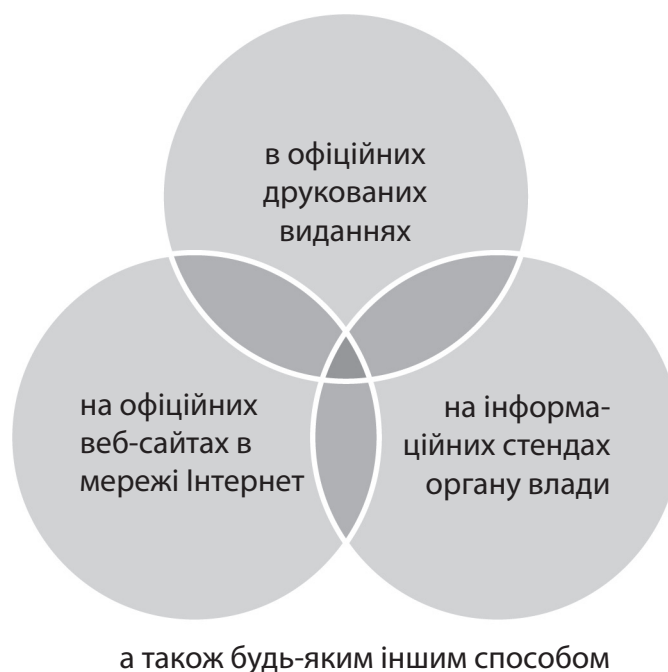 в офіційних
друкованих
виданнях
на офіційних
веб-сайтах в
мережі Інтернет
на інформа-
ційних стендах
органу влади
а також будь-яким іншим способом